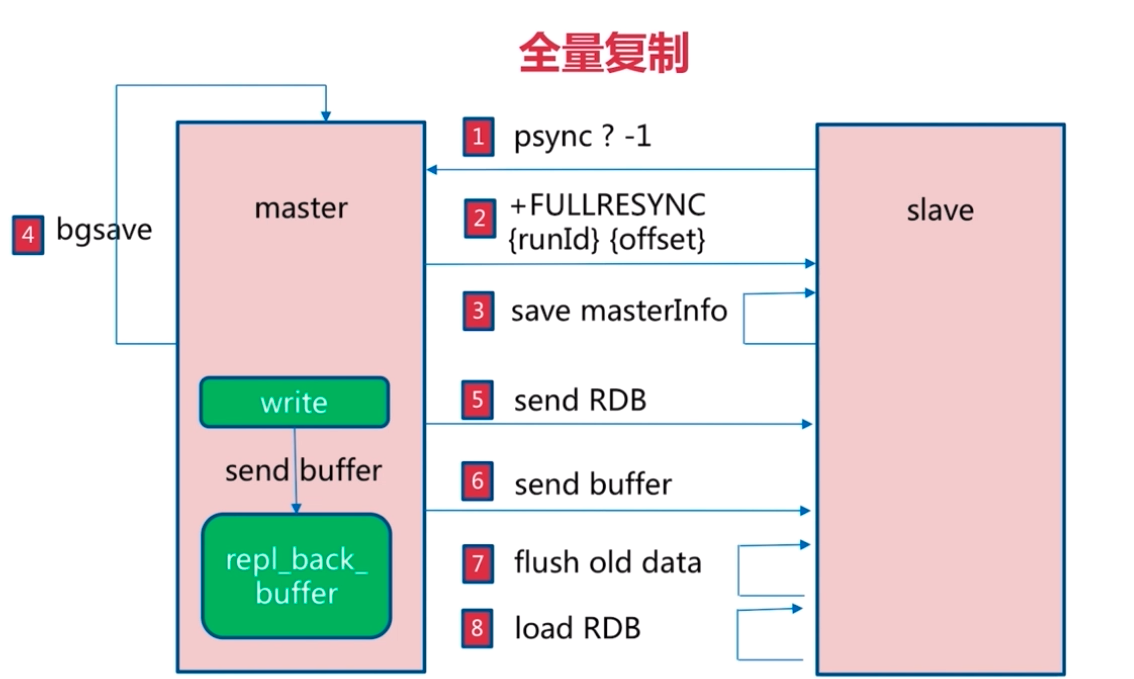 全量复制
1 psync ? -1
master
2 +FULLRESYNC
{runId} {offset}
slave
4 bgsave
3 save masterInfo
write
5 send RDB
send buffer
6 send buffer
repl_back_
buffer
7 flush old data
8 load RDB